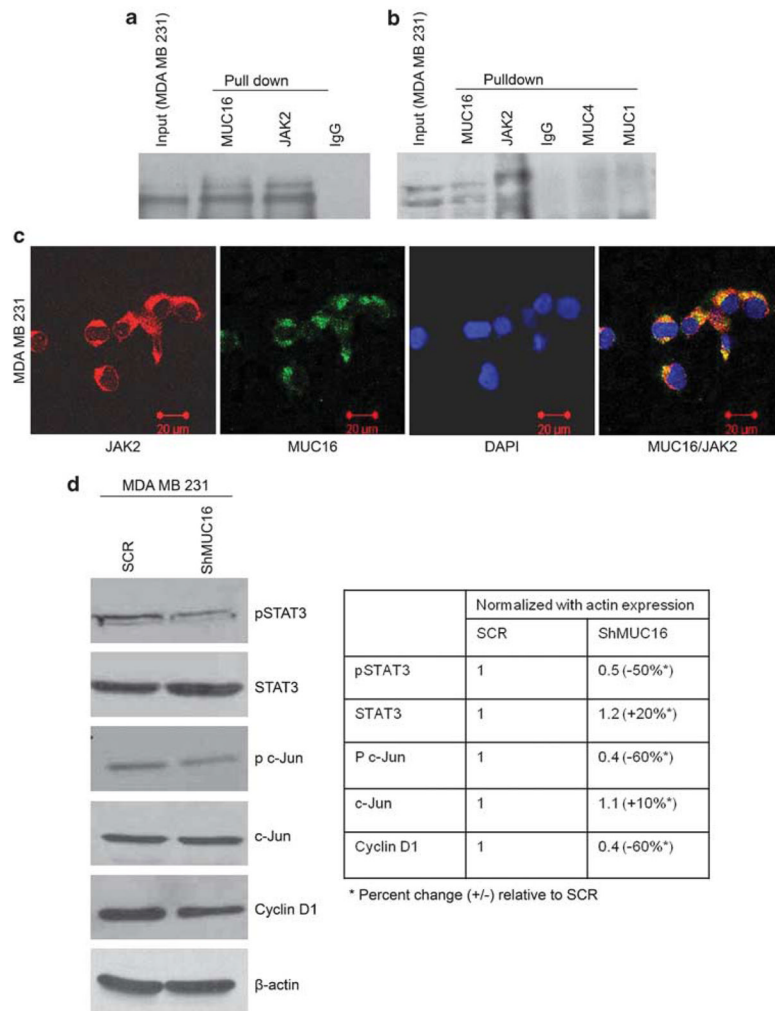 a
Input (MDA MB 231)
Pull down
MUC16
JAK2
IgG
b
Input (MDA MB 231)
Pulldown
MUC16
JAK2
IgG
MUC4
MUC1
c
MDA MB 231
20 µm
20 µm
20 µm
20 µm
JAK2
MUC16
DAPI
MUC16/JAK2
d
MDA MB 231
SCR
ShMUC16
pSTAT3
STAT3
p c-Jun
c-Jun
Cyclin D1
β-actin
Normalized with actin expression
SCR ShMUC16
pSTAT3 1 0.5 (-50%*)
STAT3 1 1.2 (+20%*)
P c-Jun 1 0.4 (-60%*)
c-Jun 1 1.1 (+10%*)
Cyclin D1 1 0.4 (-60%*)
* Percent change (+/-) relative to SCR